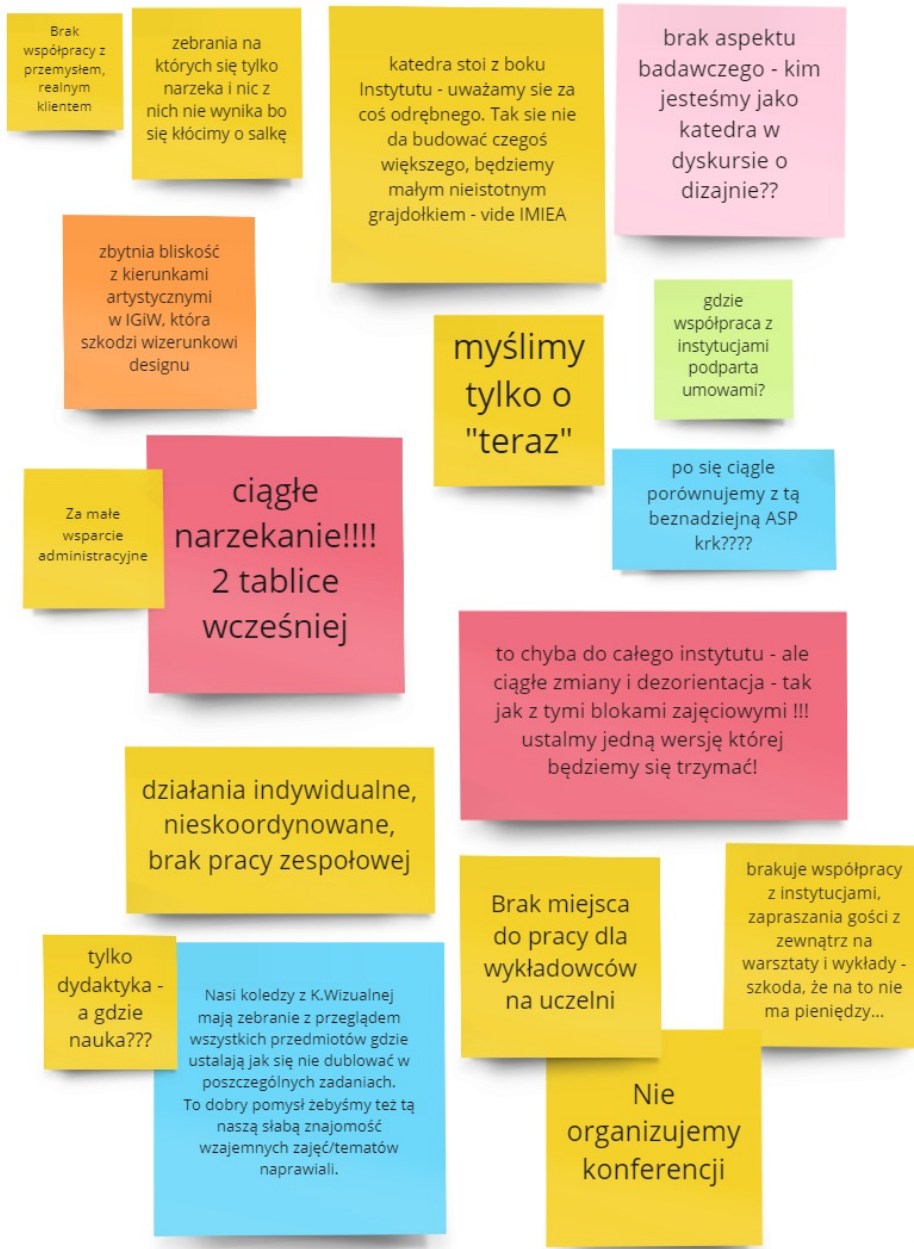 Brak
współpracy z
przemysłem,
realnym
klientem
zebrania na
których się tylko
narzeka i nic z
nich nie wynika bo
się kłócimy o salkę
katedra stoi z boku
Instytutu - uważamy sie za
coś odrębnego. Tak sie nie
da budować czegoś
większego, będziemy
małym nieistotnym
grajdołkiem - vide IMIEA
brak aspektu
badawczego - kim
jesteśmy jako
katedra w
dyskursie o
dizajnie??
zbytnia bliskość
z kierunkami
artystycznymi
w IGiW, która
szkodzi wizerunkowi
designu
myślimy
tylko o
"teraz"
gdzie
współpraca z
instytucjami
podparta
umowami?
Za małe
wsparcie
administracyjne
ciągłe
narzekanie!!!!
2 tablice
wcześniej
po się ciągle
porównujemy z tą
beznadziejną ASP
krk????
to chyba do całego instytutu - ale
ciągłe zmiany i dezorientacja - tak
jak z tymi blokami zajęciowymi !!!
ustalmy jedną wersję której
będziemy się trzymać!
działania indywidualne,
nieskoordynowane,
brak pracy zespołowej
Brak miejsca
do pracy dla
wykładowców
na uczelni
brakuje współpracy
z instytucjami,
zapraszania gości z
zewnątrz na
warsztaty i wykłady -
szkoda, że na to nie
ma pieniędzy...
tylko
dydaktyka -
a gdzie
nauka???
Nasi koledzy z K.Wizualnej
mają zebranie z przeglądem
wszystkich przedmiotów gdzie
ustalają jak się nie dublować w
poszczególnych zadaniach.
To dobry pomysł żebyśmy też tą
naszą słabą znajomość
wzajemnych zajęć/tematów
naprawiali.
Nie
organizujemy
konferencji